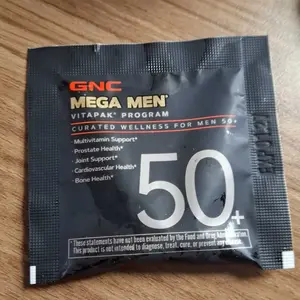 GNC
MEGA MEN®
VITAPAK® PROGRAM
CURATED WELLNESS FOR MEN 50+
· Multivitamin Support*
· Prostate Health*
· Joint Support*
· Cardiovascular Health*
· Bone Health*
50+
*These statements have not been evaluated by the Food and Drug Administration.
This product is not intended to diagnose, treat, cure, or prevent any disease.